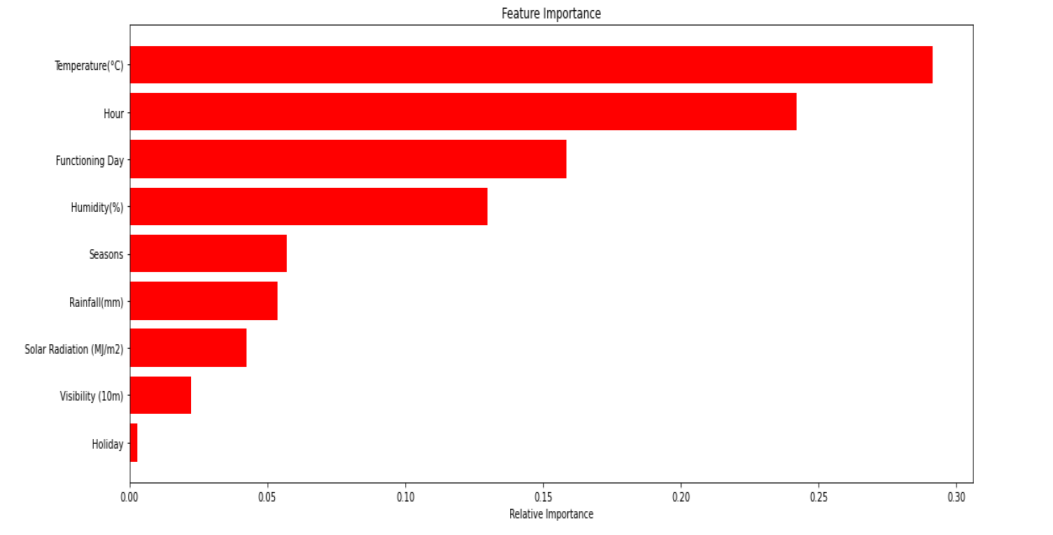 Feature Importance
Temperature(°C)
Hour
Functioning Day
Humidity(%)
Seasons
Rainfall(mm)
Solar Radiation (MJ/m2)
Visibility (10m)
Holiday
0.00 0.05 0.10 0.15 0.20 0.25 0.30
Relative Importance